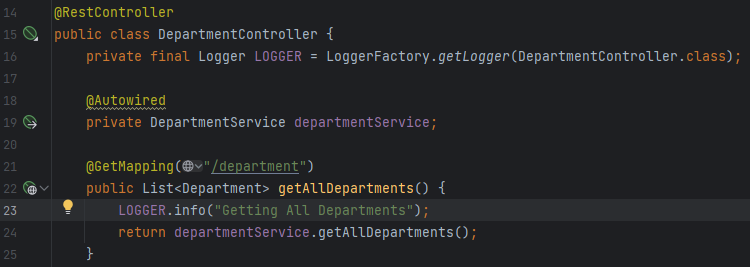 14 @RestController
15 public class DepartmentController {
16 private final Logger LOGGER = LoggerFactory.getLogger(DepartmentController.class);
17
18 @Autowired
19 private DepartmentService departmentService;
20
21 @GetMapping("/department")
22 public List<Department> getAllDepartments() {
23 LOGGER.info("Getting All Departments");
24 return departmentService.getAllDepartments();
25 }